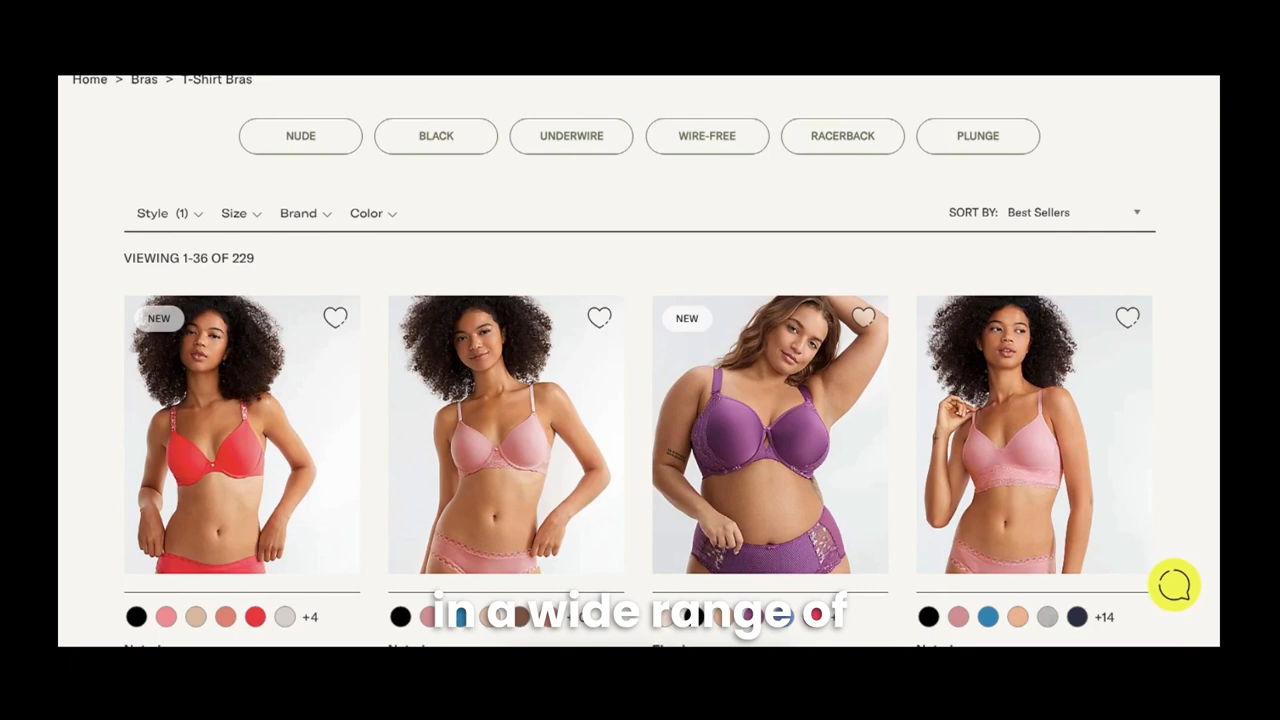 Home > Bras > T-Shirt Bras
NUDE BLACK UNDERWIRE WIRE-FREE RACERBACK PLUNGE
Style (1) Size Brand Color SORT BY: Best Sellers
VIEWING 1-36 OF 229
NEW NEW
+4 +14
in a wide range of